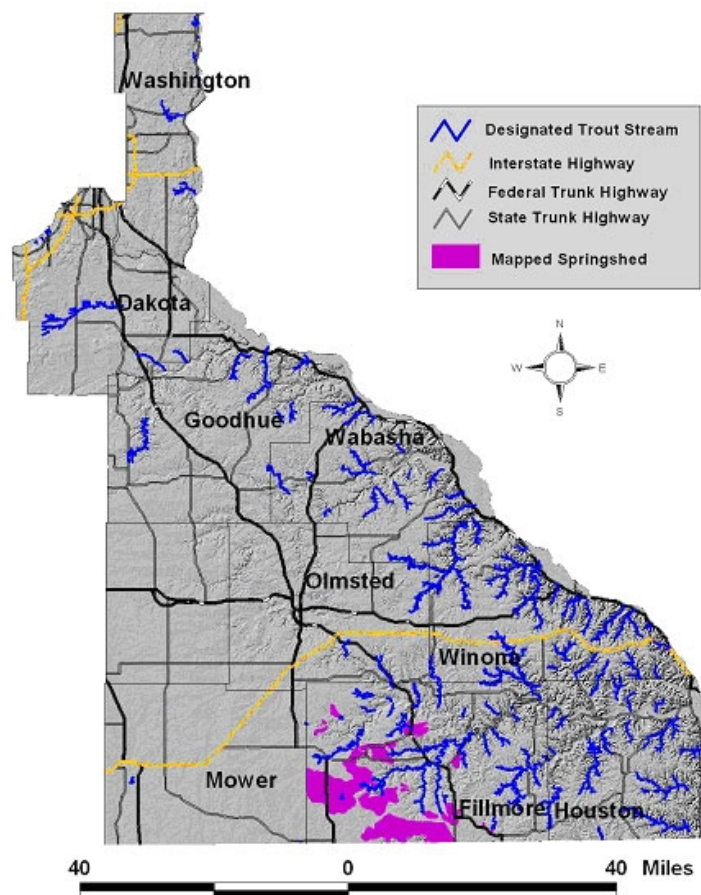 Washington
Designated Trout Stream
Interstate Highway
Federal Trunk Highway
State Trunk Highway
Mapped Springshed
Dakota
N
W E
S
Goodhue
Wabasha
Olmsted
Winona
Mower
Fillmore Houston
40 0 40 Miles